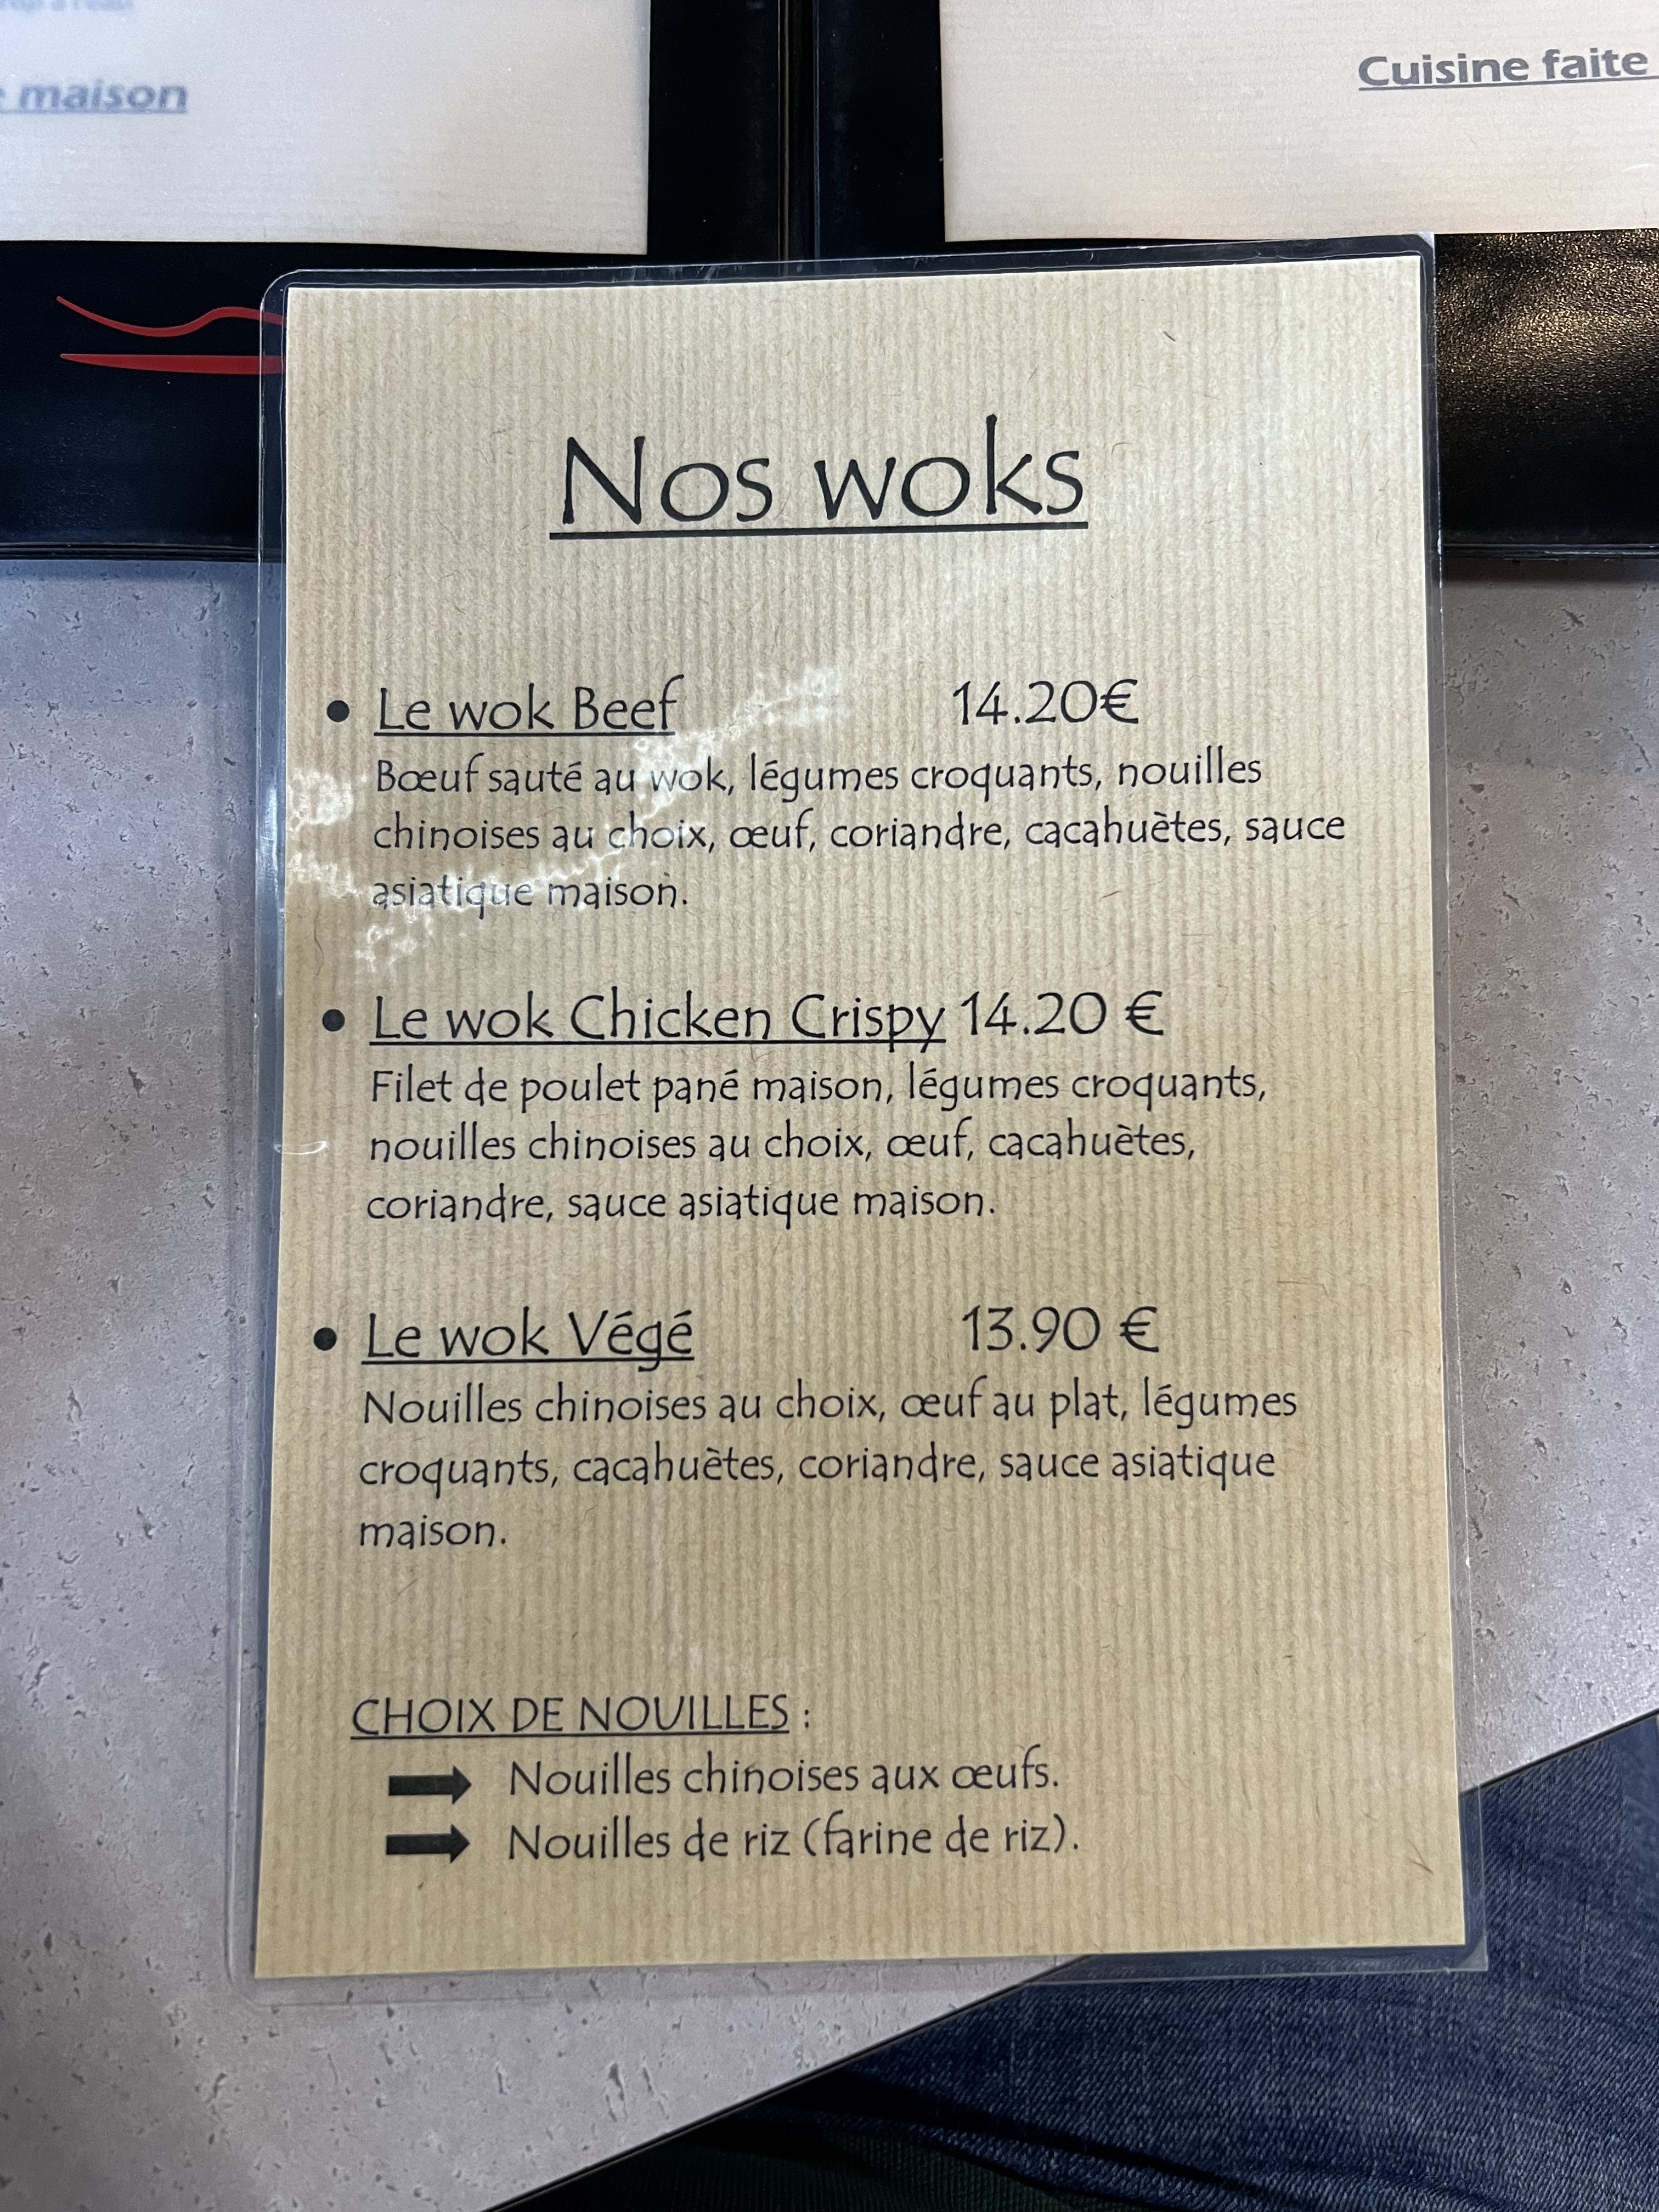 maison
Cuisine faite
Nos woks
• Le wok Beef 14.20€
Bœuf sauté au wok, légumes croquants, nouilles
chinoises au choix, œuf, coriandre, cacahuètes, sauce
asiatique maison.
• Le wok Chicken Crispy 14.20 €
Filet de poulet pané maison, légumes croquants,
nouilles chinoises au choix, œuf, cacahuètes,
coriandre, sauce asiatique maison.
• Le wok Végé 13.90 €
Nouilles chinoises au choix, œuf au plat, légumes
croquants, cacahuètes, coriandre, sauce asiatique
maison.
CHOIX DE NOUILLES :
➡ Nouilles chinoises aux œufs.
➡ Nouilles de riz (farine de riz).